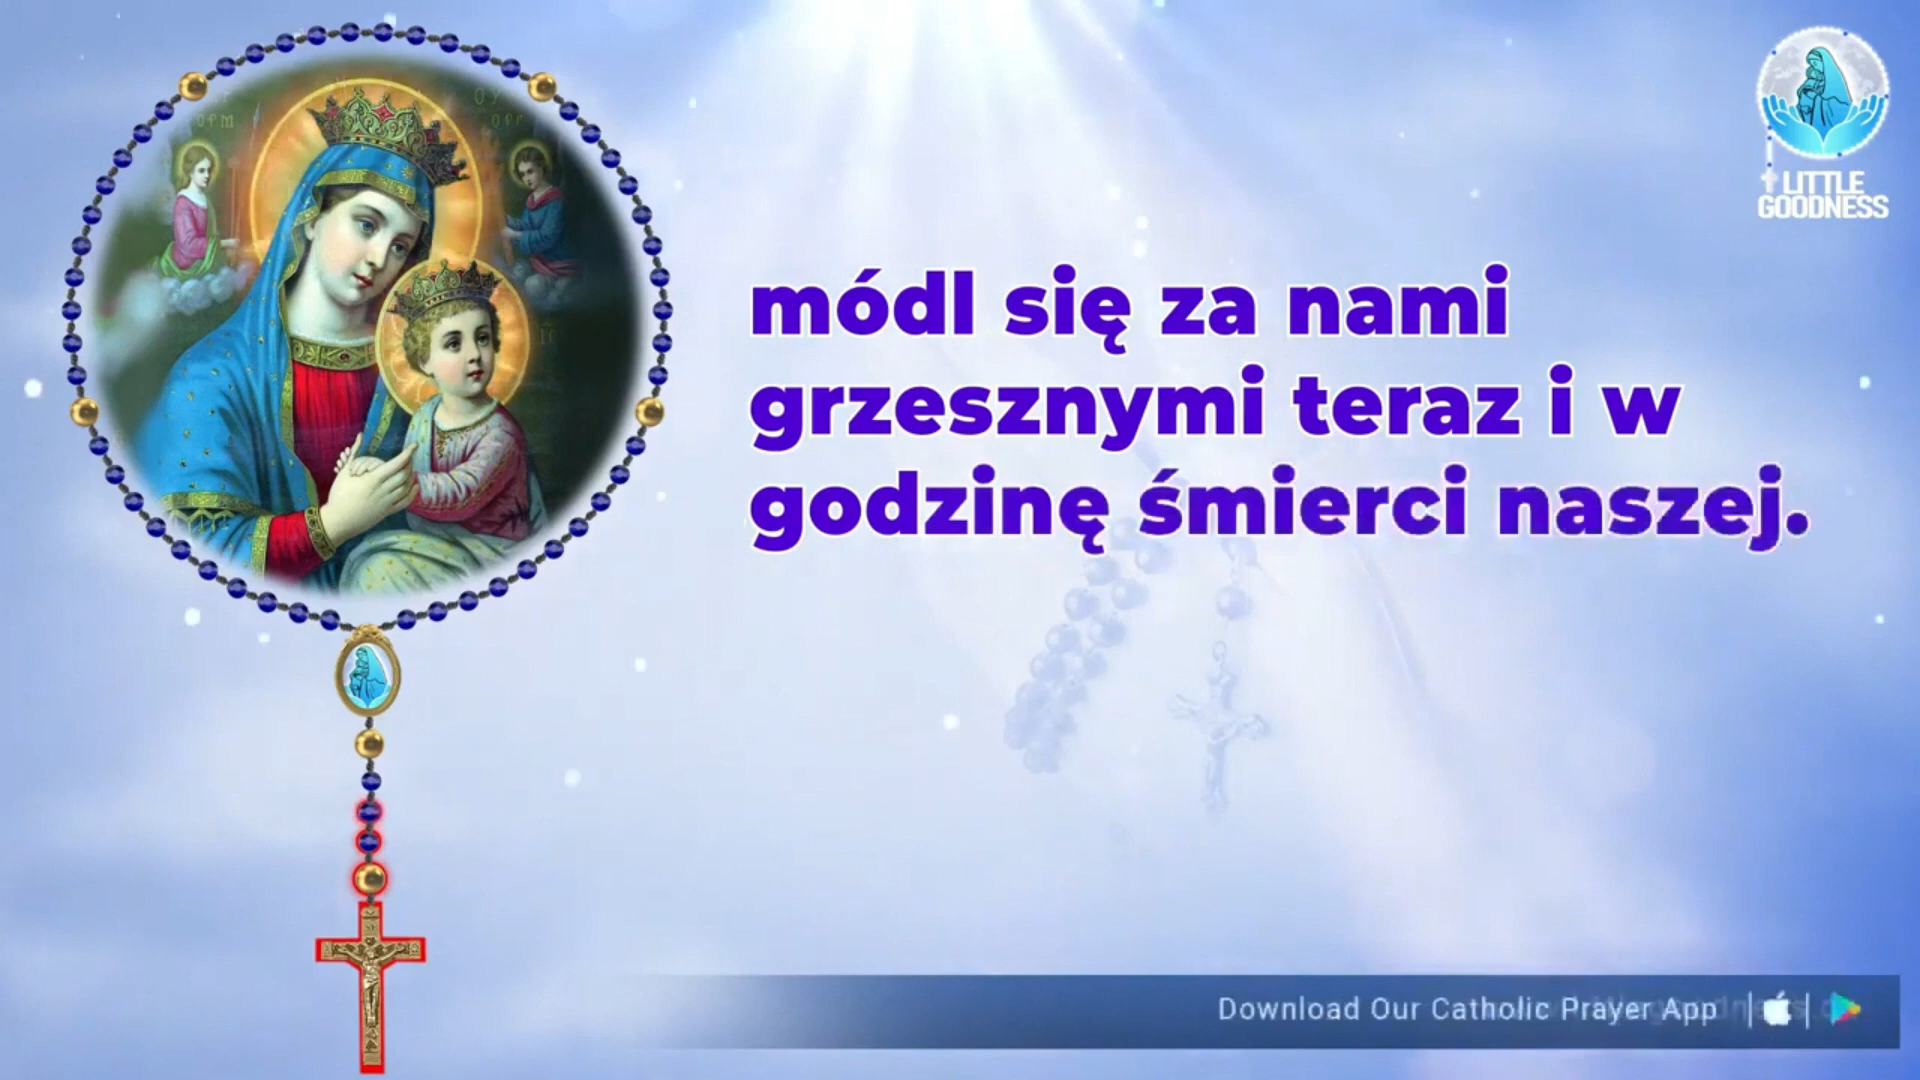 LITTLE
GOODNESS
módl się za nami
grzesznymi teraz i w
godzinę śmierci naszej.
Download Our Catholic Prayer App